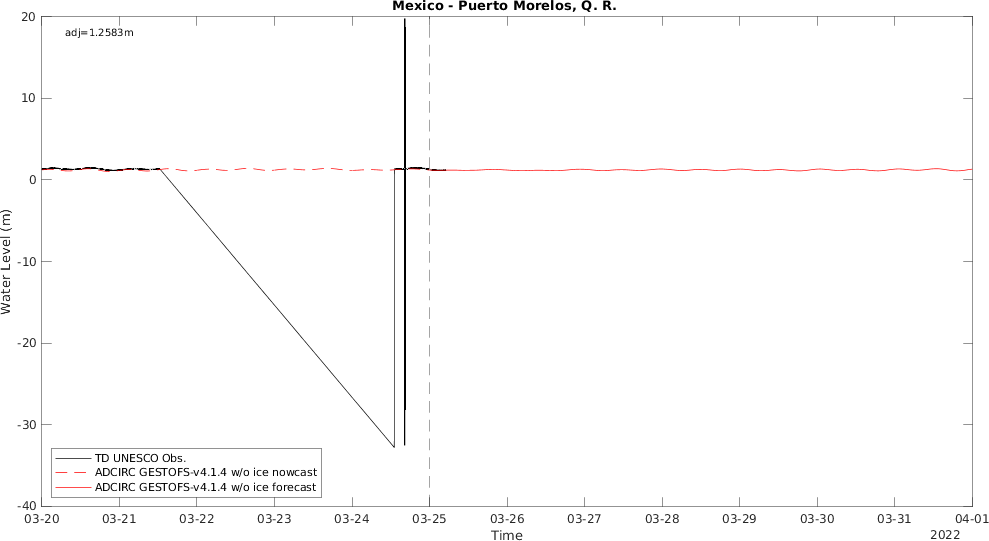 Mexico - Puerto Morelos, Q. R.
adj=1.2583m
20
10
0
-10
-20
-30
-40
Water Level (m)
TD UNESCO Obs.
ADCIRC GESTOFS-v4.1.4 w/o ice nowcast
ADCIRC GESTOFS-v4.1.4 w/o ice forecast
03-20 03-21 03-22 03-23 03-24 03-25 03-26 03-27 03-28 03-29 03-30 03-31 04-01
Time
2022